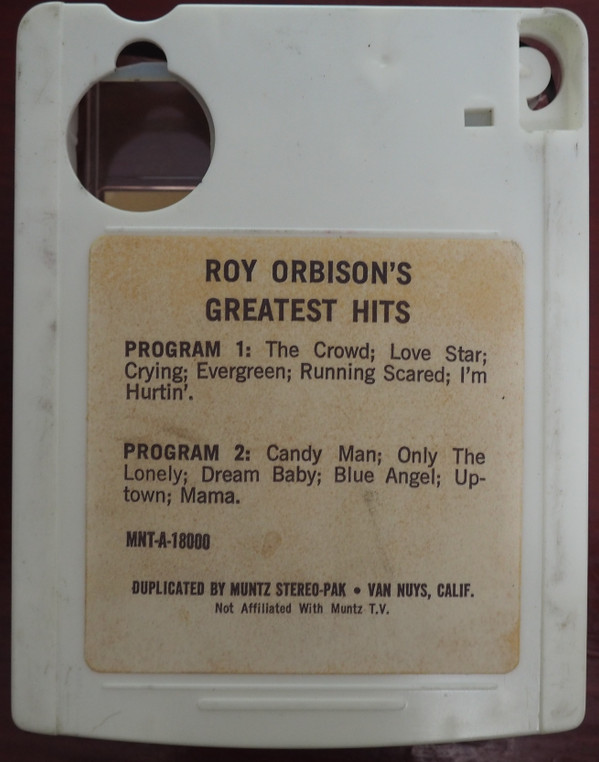 ROY ORBISON'S
GREATEST HITS
PROGRAM 1: The Crowd; Love Star;
Crying; Evergreen; Running Scared; I'm
Hurtin'.
PROGRAM 2: Candy Man; Only The
Lonely; Dream Baby; Blue Angel; Up-
town; Mama.
MNT-A-18000
DUPLICATED BY MUNTZ STEREO-PAK • VAN NUYS, CALIF.
Not Affiliated With Muntz T.V.